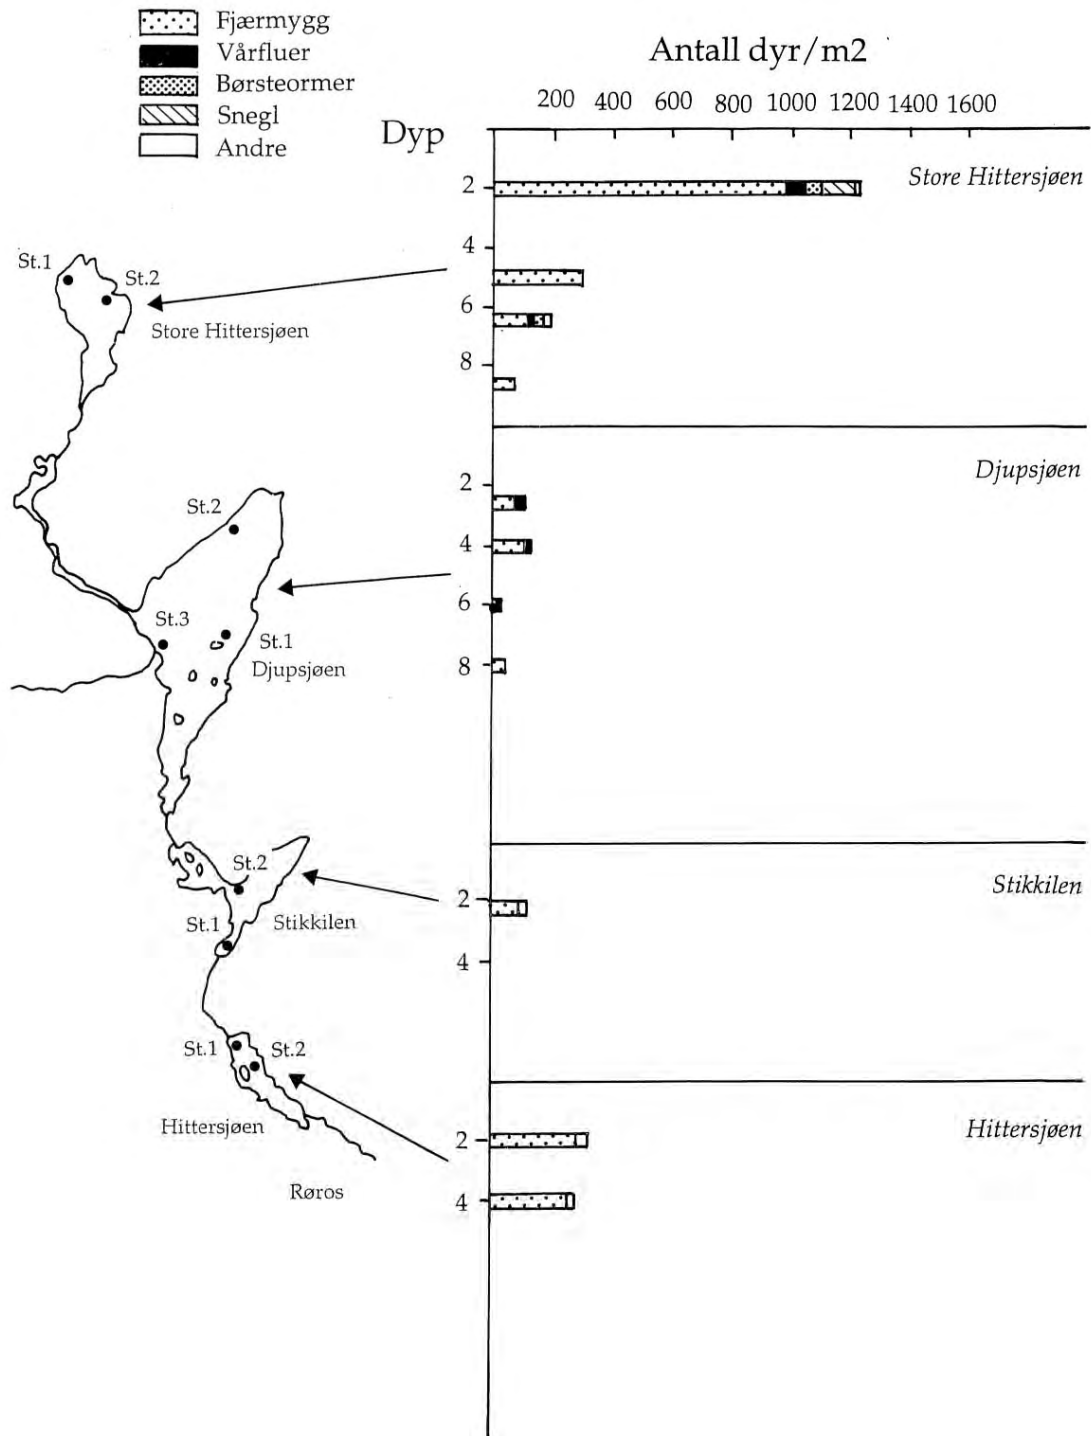 Fjærmygg
Vårfluer
Børsteormer
Snegl
Andre
Antall dyr/m2
200 400 600 800 1000 1200 1400 1600
Dyp
2
4
6
8
Store Hittersjøen
St.1
St.2
Store Hittersjøen
2
4
6
8
Djupsjøen
St.2
St.3
St.1
Djupsjøen
2
4
Stikkilen
St.2
St.1
Stikkilen
2
4
Hittersjøen
St.1
St.2
Hittersjøen
Røros